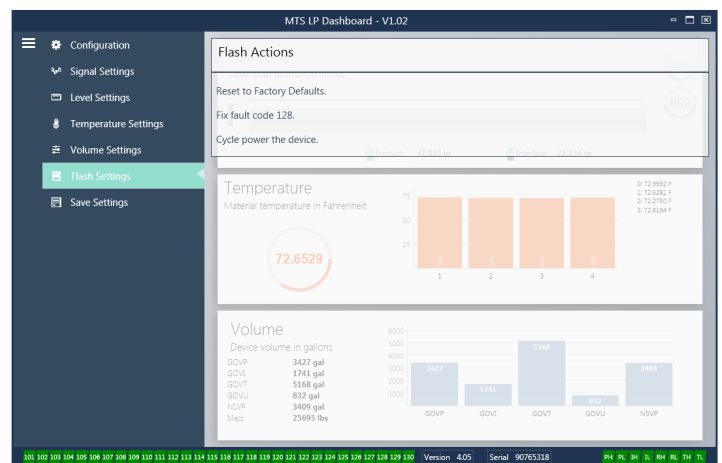 MTS LP Dashboard - V1.02
Configuration
Signal Settings
Level Settings
Temperature Settings
Volume Settings
Flash Settings
Save Settings
Flash Actions
Reset to Factory Defaults.
Fix fault code 128.
Cycle power the device.
683
Product 47.833 in Interface 22.234 in
Temperature
Material temperature in Fahrenheit
72.6529
75
50
25
1 2 3 4
0: 72.9992 F
1: 72.5281 F
2: 72.2750 F
3: 72.8164 F
Volume
Device volume in gallons
GOVP 3427 gal
GOVI 1741 gal
GOVT 5168 gal
GOVU 832 gal
NSVP 3409 gal
Mass 25695 lbs
6000
5000
4000
3000
2000
1000
3427
1741
5168
832
3409
GOVP GOVI GOVT GOVU NSVP
101 102 103 104 105 106 107 108 109 110 111 112 113 114 115 116 117 118 119 120 121 122 123 124 125 126 127 128 129 130 Version 4.05 Serial 90765318 PH PL IH IL RH RL TH TL